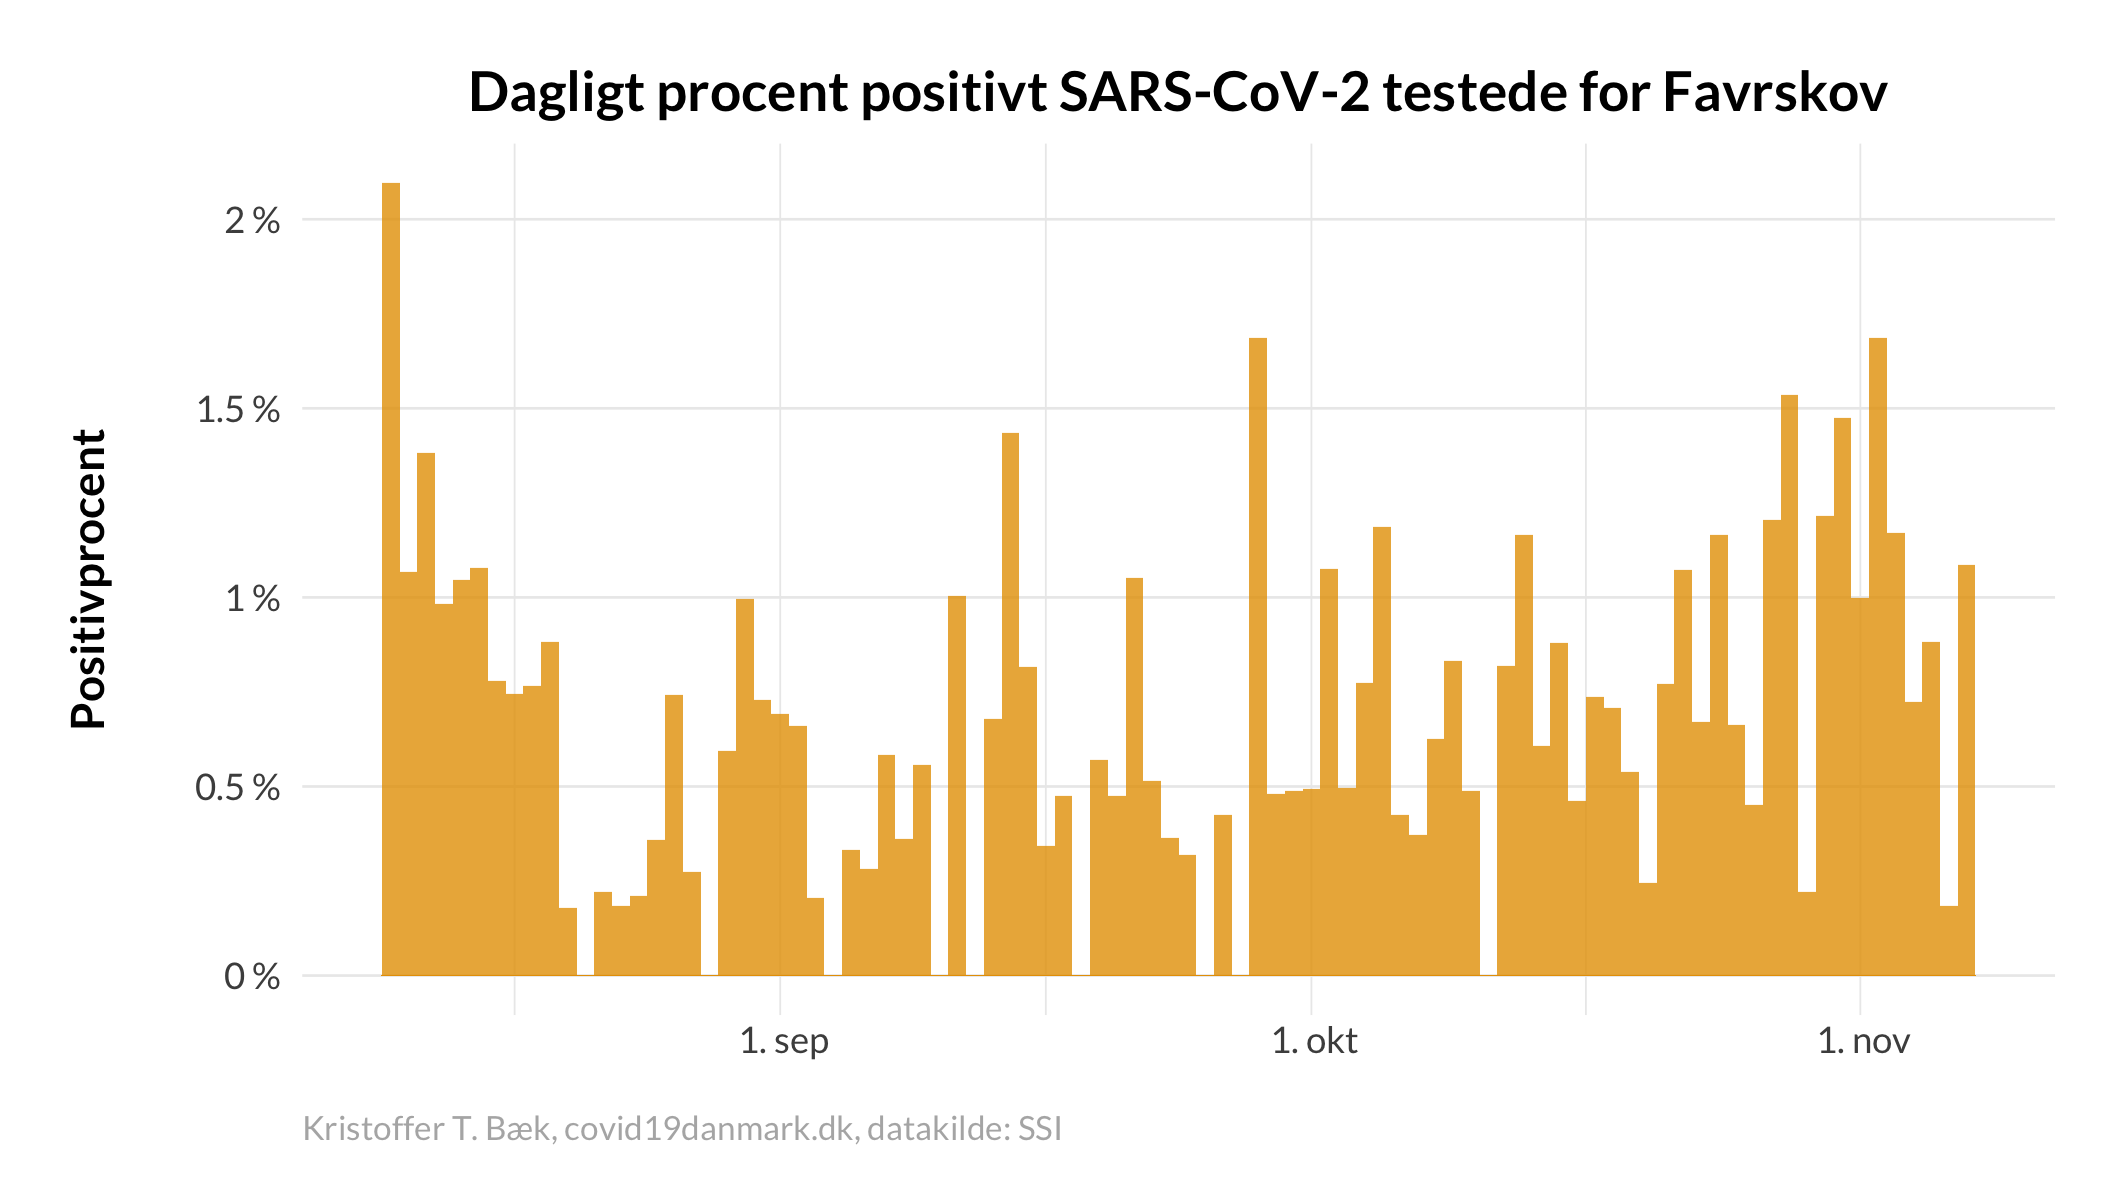 Dagligt procent positivt SARS-CoV-2 testede for Favrskov
Positivprocent
2 %
1.5 %
1 %
0.5 %
0 %
1. sep
1. okt
1. nov
Kristoffer T. Bæk, covid19danmark.dk, datakilde: SSI